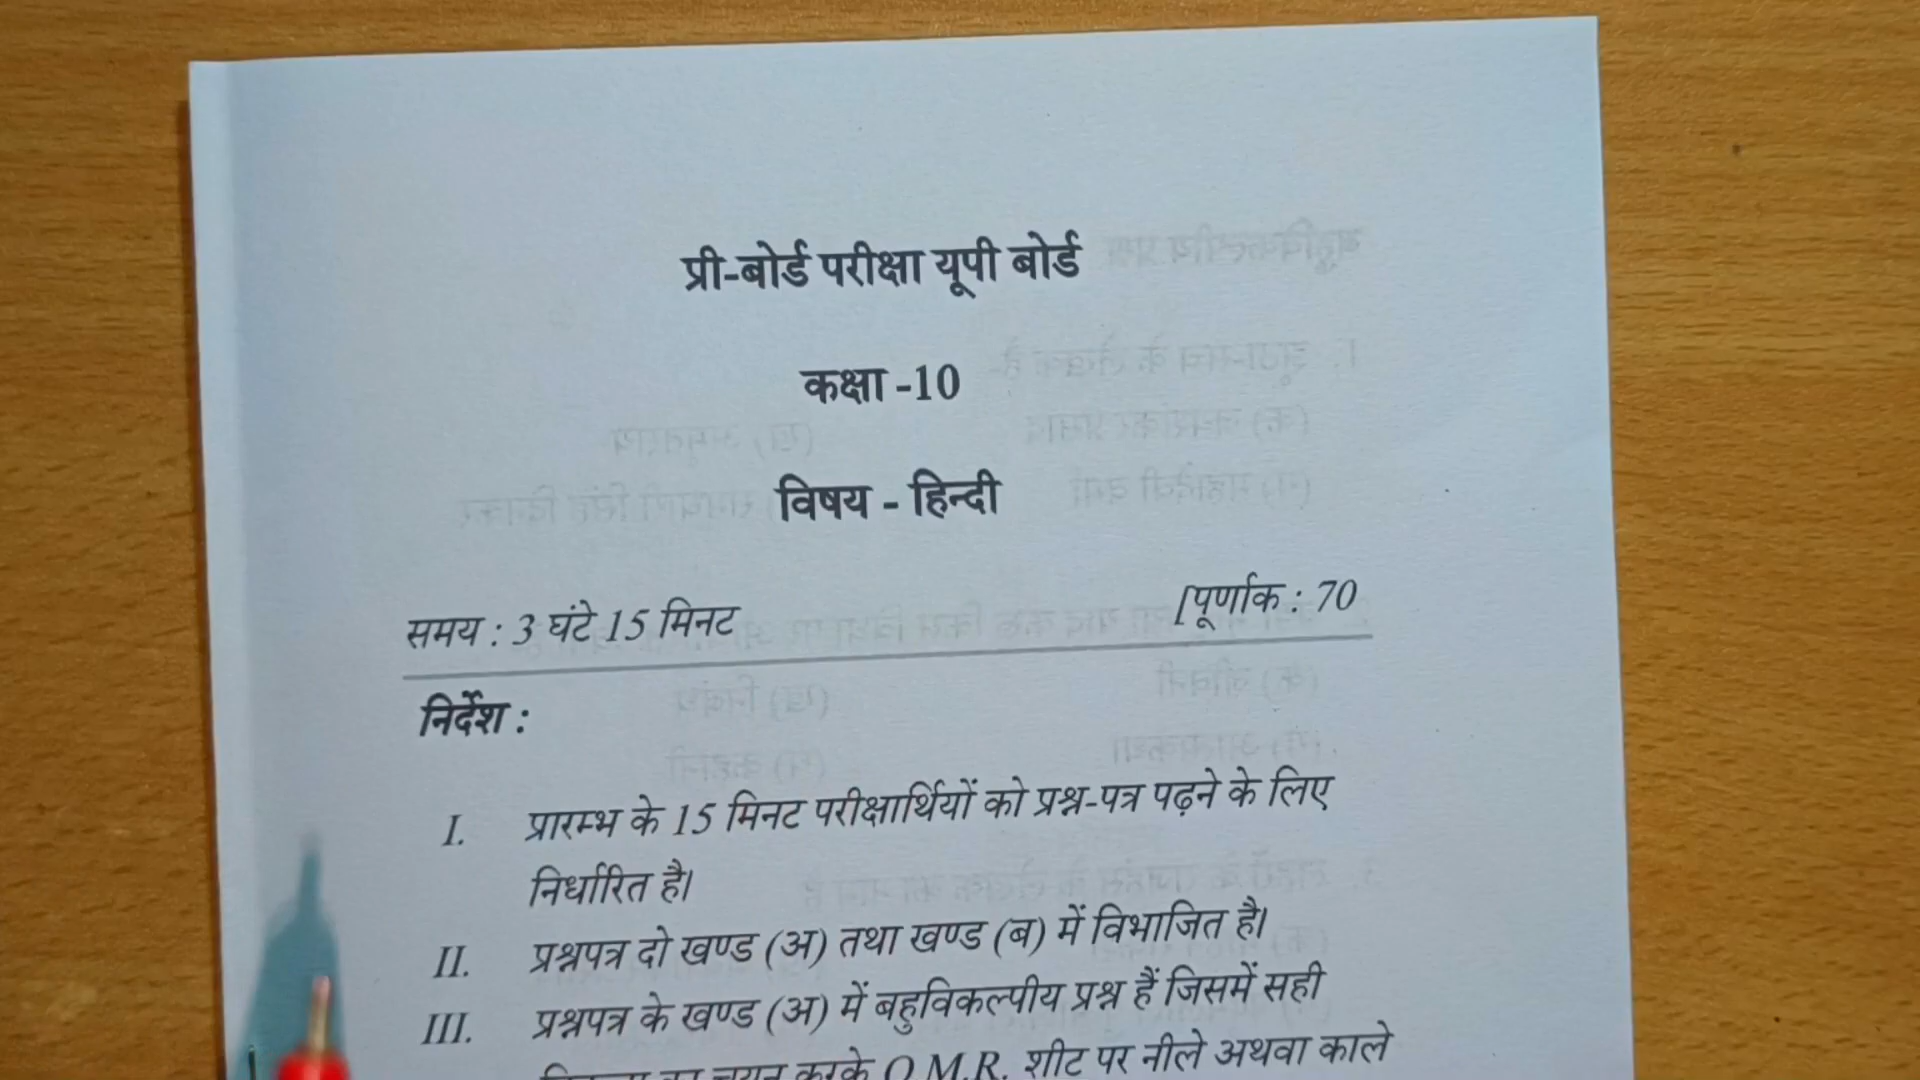 प्री-बोर्ड परीक्षा यूपी बोर्ड
कक्षा -10
विषय - हिन्दी
समय : 3 घंटे 15 मिनट [पूर्णांक : 70
निर्देश :
I. प्रारम्भ के 15 मिनट परीक्षार्थियों को प्रश्न-पत्र पढ़ने के लिए
निर्धारित है।
II. प्रश्नपत्र दो खण्ड (अ) तथा खण्ड (ब) में विभाजित है।
III. प्रश्नपत्र के खण्ड (अ) में बहुविकल्पीय प्रश्न हैं जिसमें सही
करके O.M.R. शीट पर नीले अथवा काले